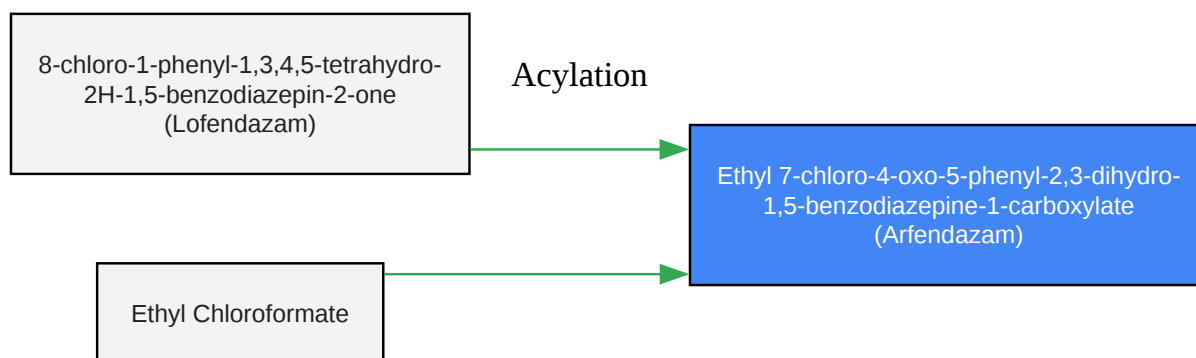 8-chloro-1-phenyl-1,3,4,5-tetrahydro-
2H-1,5-benzodiazepin-2-one
(Lofendazam)
Acylation
Ethyl 7-chloro-4-oxo-5-phenyl-2,3-dihydro-
1,5-benzodiazepine-1-carboxylate
(Arfendazam)
Ethyl Chloroformate